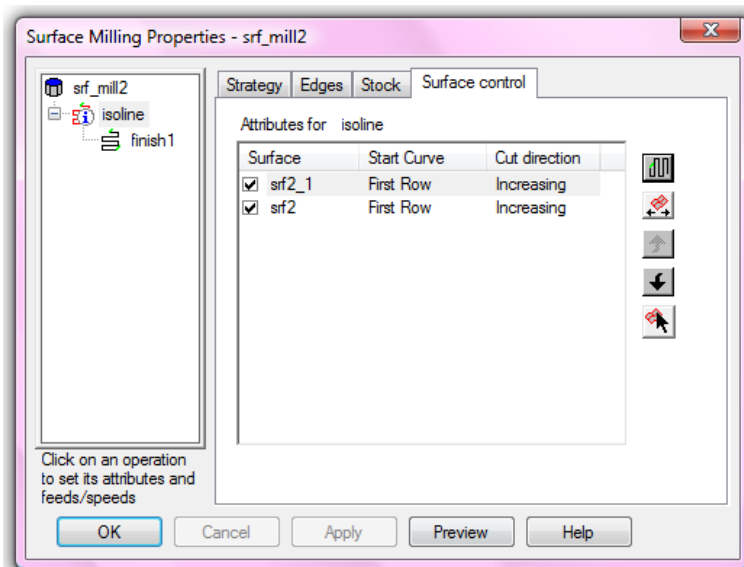 Surface Milling Properties - srf_mill2
srf_mill2
isoline
finish1
Click on an operation
to set its attributes and
feeds/speeds
Strategy Edges Stock Surface control
Attributes for isoline
Surface Start Curve Cut direction
srf2_1 First Row Increasing
srf2 First Row Increasing
OK Cancel Apply Preview Help